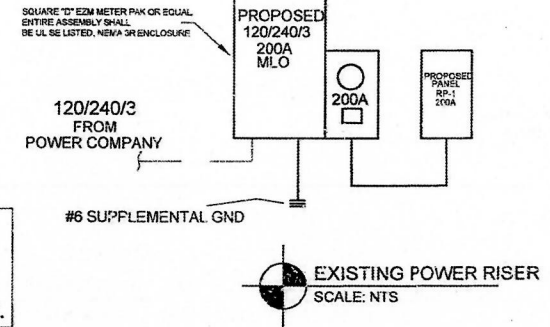 SQUARE "D" EZM METER PAK OR EQUAL
ENTIRE ASSEMBLY SHALL
BE UL SE LISTED, NEMA 3R ENCLOSURE
PROPOSED
120/240/3
200A
MLO
200A
PROPOSED
PANEL
RP-1
200A
120/240/3
FROM
POWER COMPANY
#6 SUPPLEMENTAL GND
EXISTING POWER RISER
SCALE: NTS